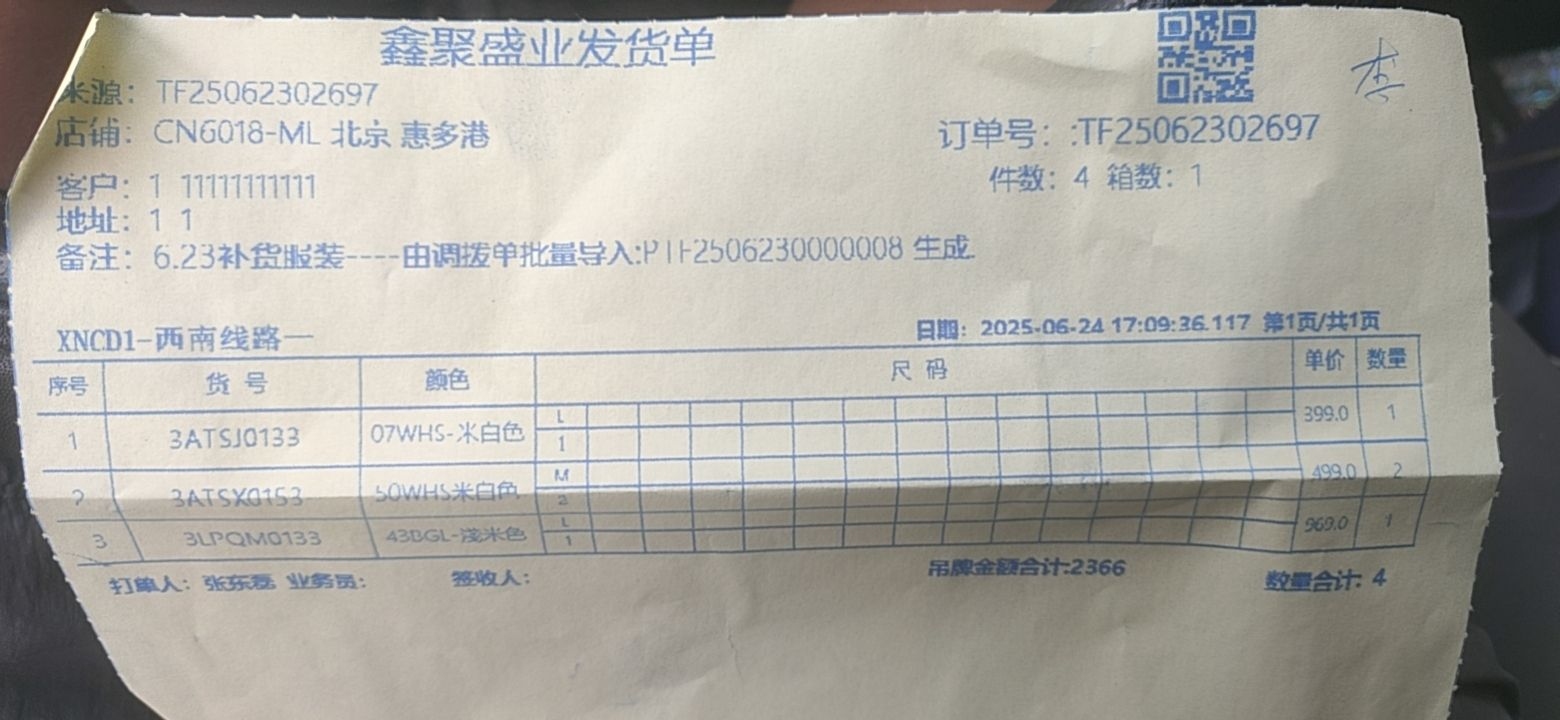 鑫聚盛业发货单
来源: TF25062302697
店铺: CN6018-ML 北京 惠多港
订单号: :TF25062302697
客户: 1 11111111111
件数: 4 箱数: 1
地址: 1 1
备注: 6.23补货服装----由调拨单批量导入:PTF2506230000008 生成.
XNCD1-西南线路一
日期: 2025-06-24 17:09:36.117 第1页/共1页
序号 货号 颜色 尺码 单价 数量
L
1 3ATSJ0133 07WHS-米白色 399.0 1
1
M
2 3ATSX0153 50WHS米白色 499.0 2
2
L
3 3LPQM0133 43BGL-浅米色 969.0 1
1
打单人: 张东磊 业务员: 签收人: 吊牌金额合计:2366 数量合计: 4